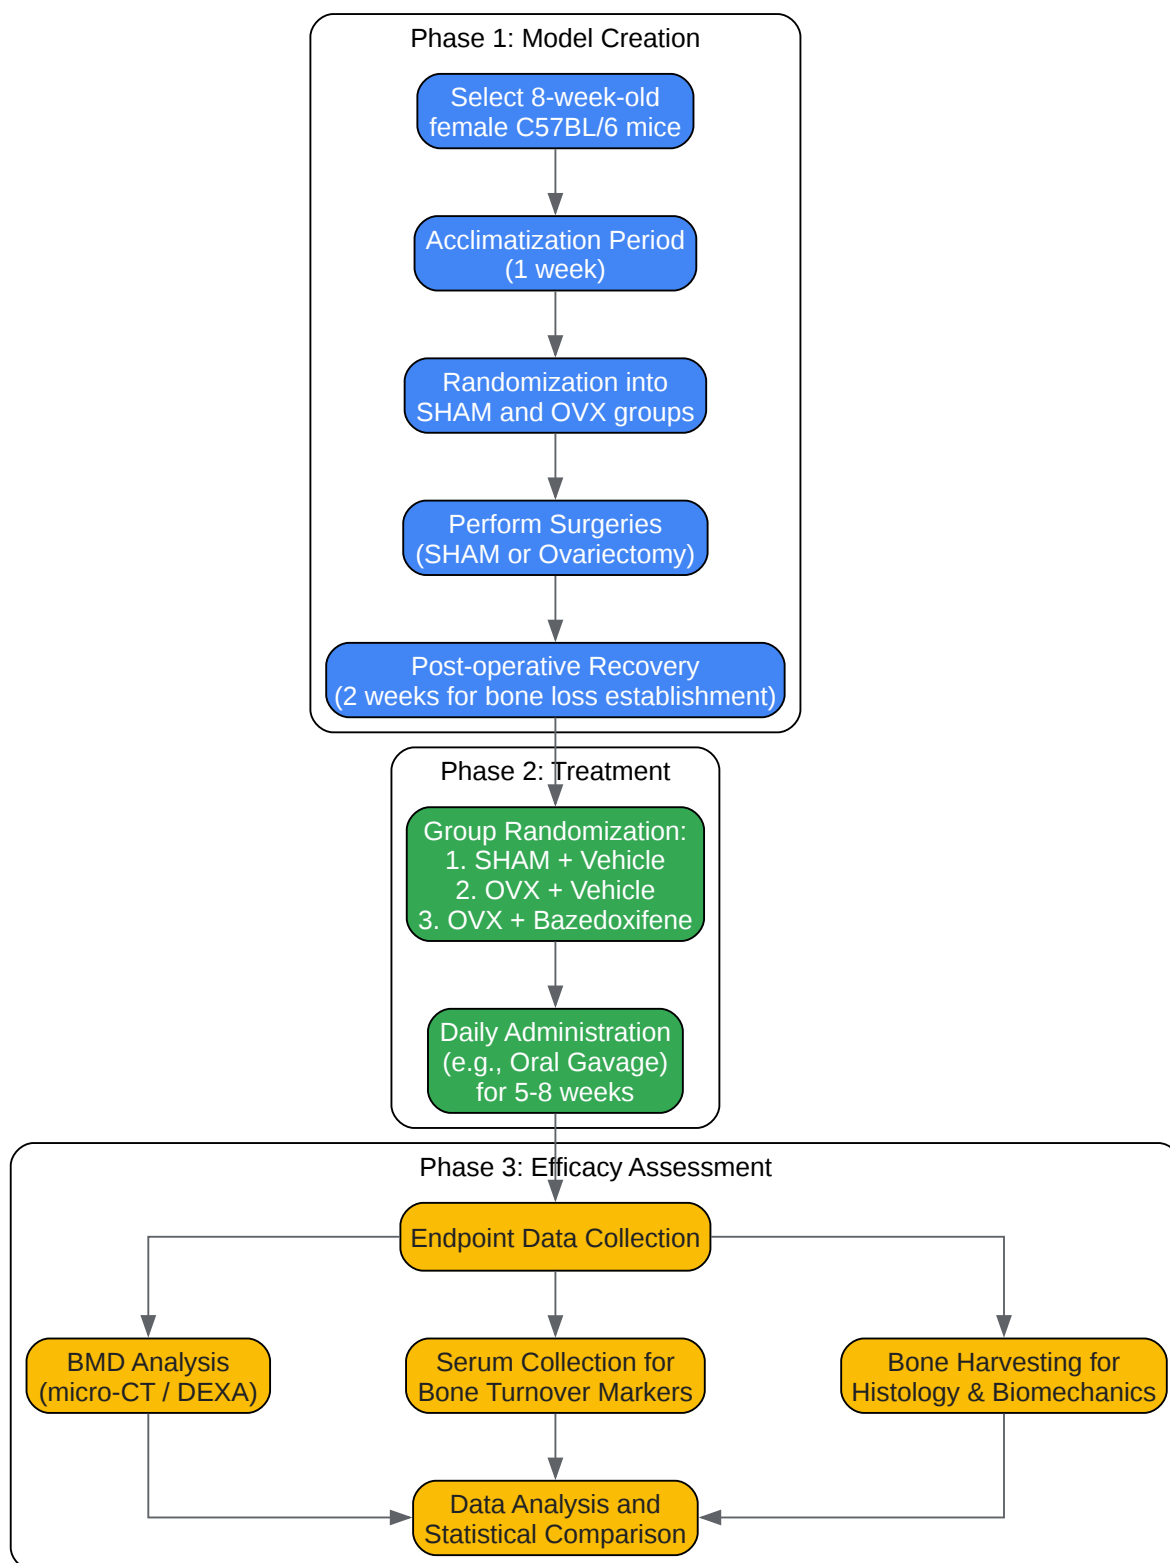 Phase 1: Model Creation
Select 8-week-old
female C57BL/6 mice
Acclimatization Period
(1 week)
Randomization into
SHAM and OVX groups
Perform Surgeries
(SHAM or Ovariectomy)
Post-operative Recovery
(2 weeks for bone loss establishment)
Phase 2: Treatment
Group Randomization:
1. SHAM + Vehicle
2. OVX + Vehicle
3. OVX + Bazedoxifene
Daily Administration
(e.g., Oral Gavage)
for 5-8 weeks
Phase 3: Efficacy Assessment
Endpoint Data Collection
BMD Analysis
(micro-CT / DEXA)
Serum Collection for
Bone Turnover Markers
Bone Harvesting for
Histology & Biomechanics
Data Analysis and
Statistical Comparison